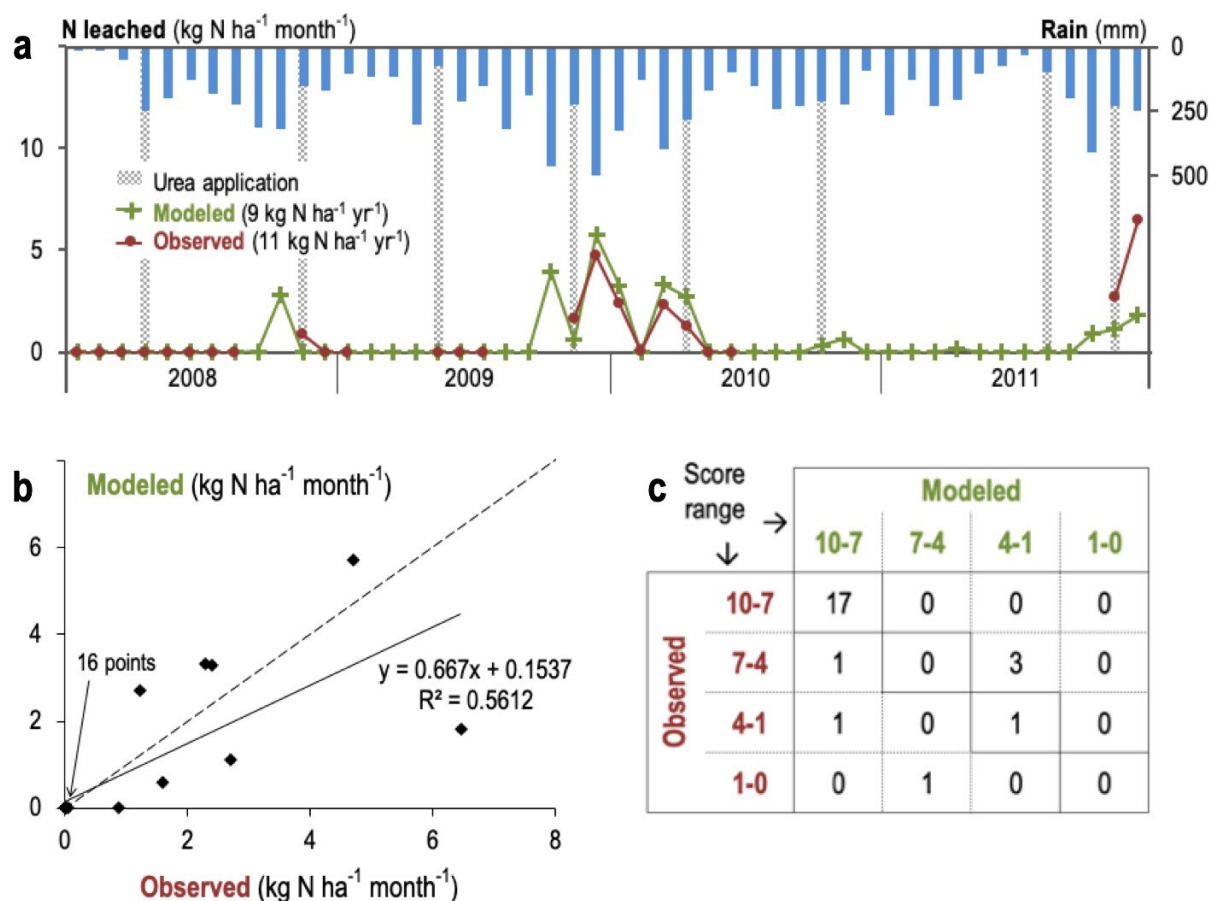 a
N leached (kg N ha⁻¹ month⁻¹)
Rain (mm)
0
250
500
10
5
0
Urea application
Modeled (9 kg N ha⁻¹ yr⁻¹)
Observed (11 kg N ha⁻¹ yr⁻¹)
2008 2009 2010 2011
b
Modeled (kg N ha⁻¹ month⁻¹)
6
4
2
0
16 points
y = 0.667x + 0.1537
R² = 0.5612
0 2 4 6 8
Observed (kg N ha⁻¹ month⁻¹)
c
Score
range
Modeled
10-7 7-4 4-1 1-0
Observed
10-7 17 0 0 0
7-4 1 0 3 0
4-1 1 0 1 0
1-0 0 1 0 0